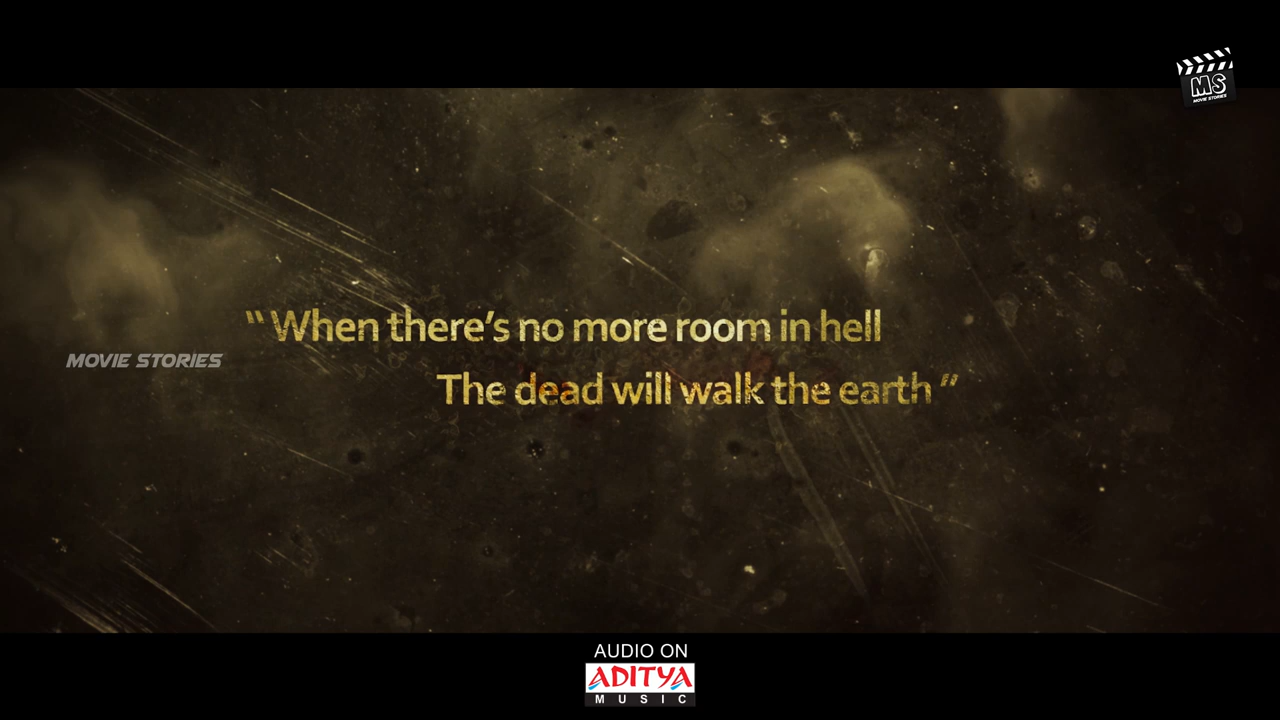 MS
MOVIE STORIES
“When there’s no more room in hell
MOVIE STORIES
The dead will walk the earth”
AUDIO ON
ADITYA
MUSIC